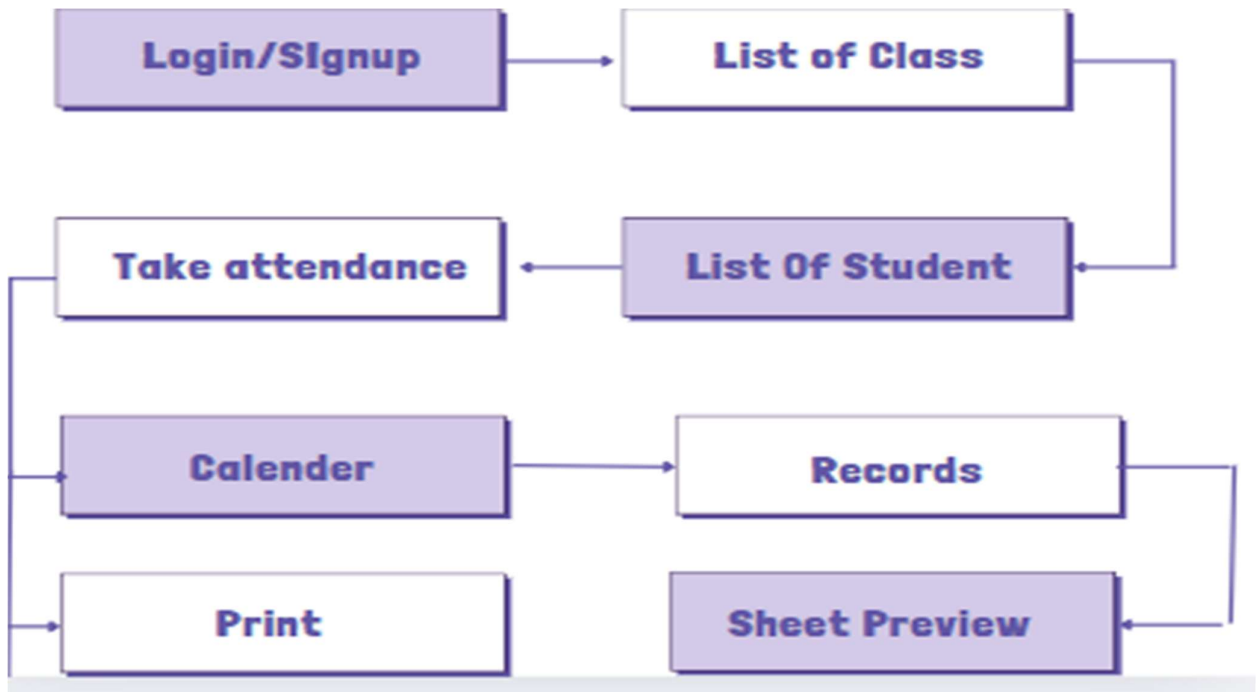 Login/SIgnup
List of Class
Take attendance
List Of Student
Calender
Records
Print
Sheet Preview